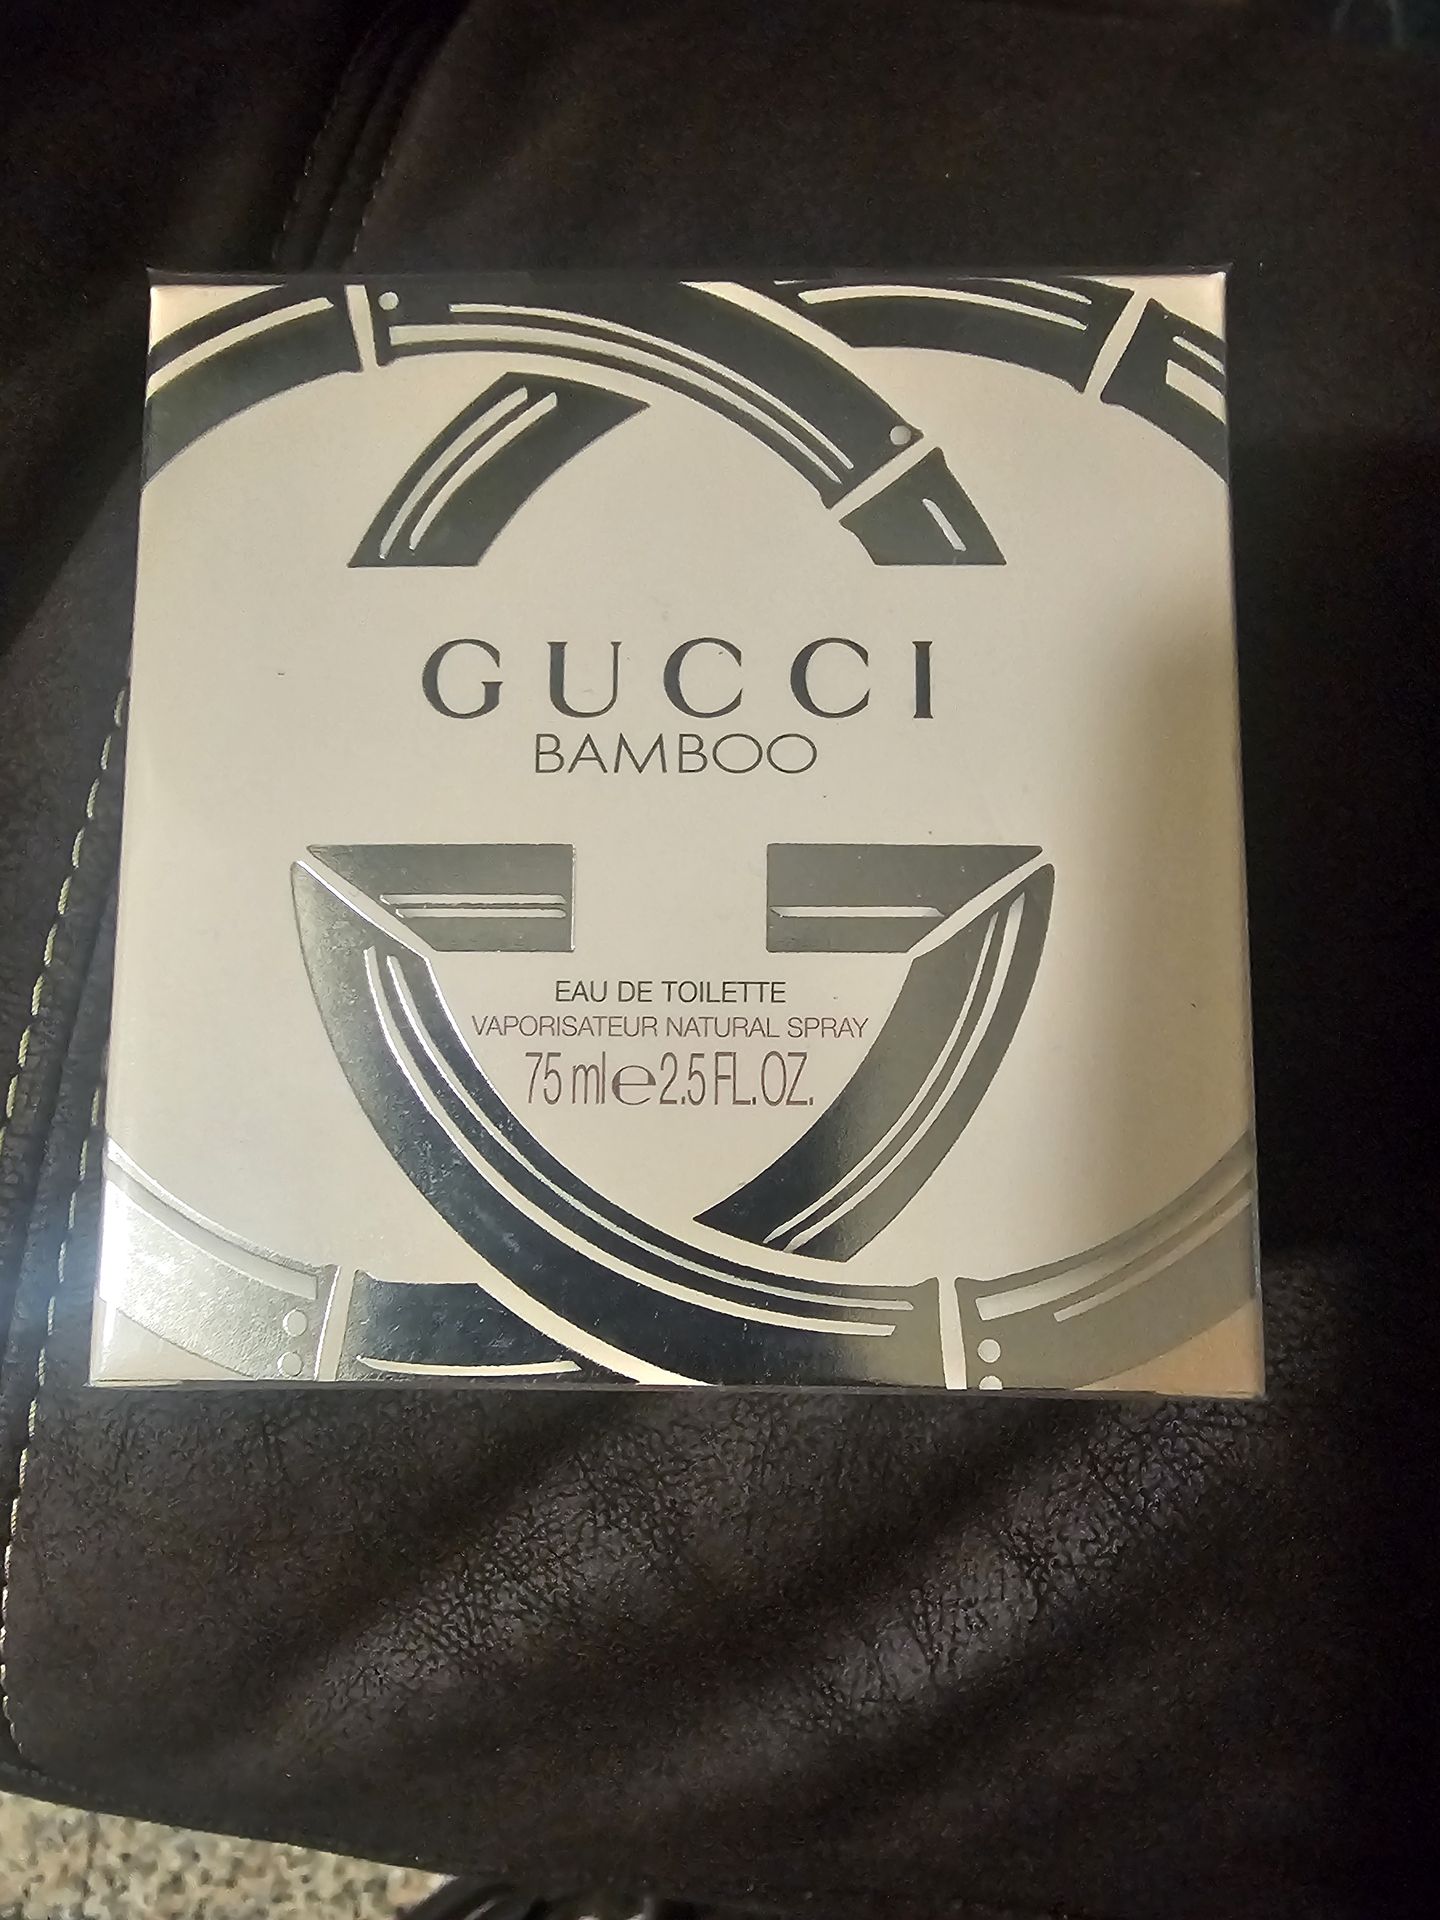 GUCCI
BAMBOO
EAU DE TOILETTE
VAPORISATEUR NATURAL SPRAY
75 ml e 2.5 FL.OZ.